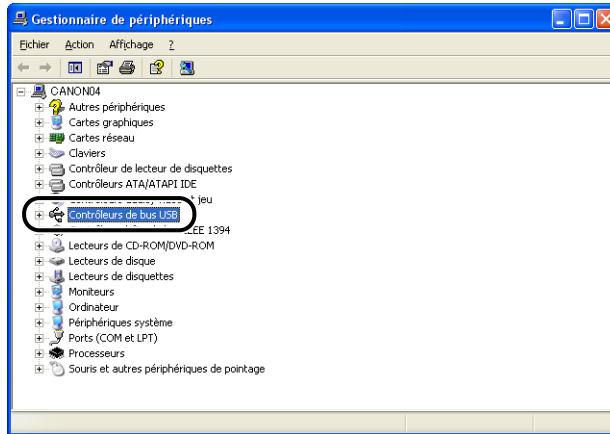 Gestionnaire de périphériques
Fichier Action Affichage ?
CANON04
Autres périphériques
Cartes graphiques
Cartes réseau
Claviers
Contrôleur de lecteur de disquettes
Contrôleurs ATA/ATAPI IDE
jeu
Contrôleurs de bus USB
1394
Lecteurs de CD-ROM/DVD-ROM
Lecteurs de disque
Lecteurs de disquettes
Moniteurs
Ordinateur
Périphériques système
Ports (COM et LPT)
Processeurs
Souris et autres périphériques de pointage